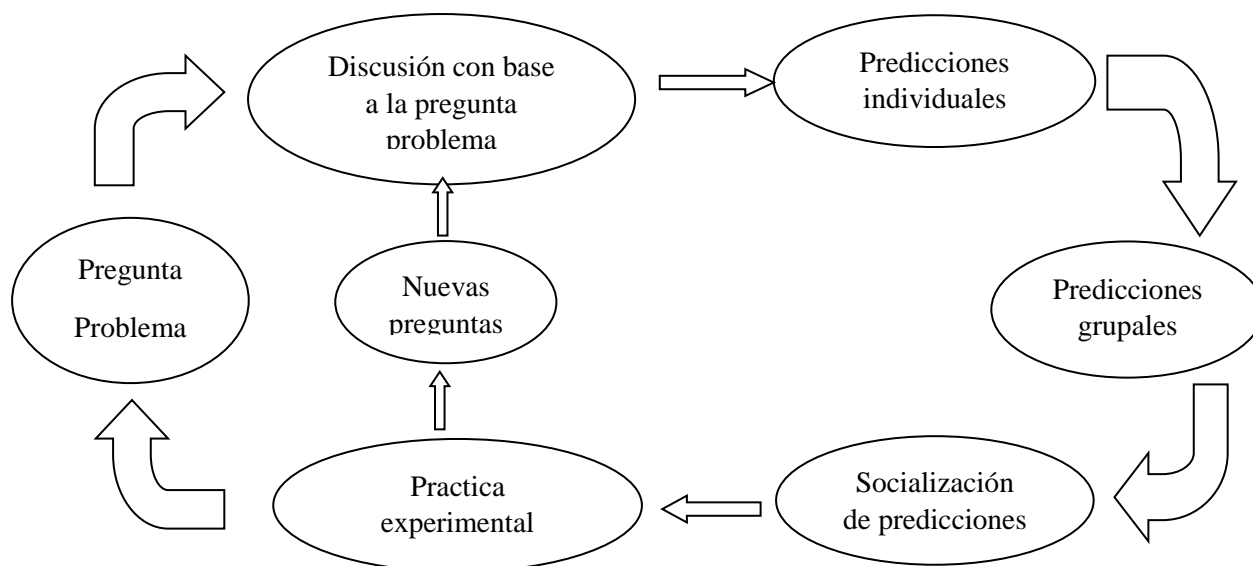 Discusión con base
a la pregunta
problema
Predicciones
individuales
Pregunta
Problema
Nuevas
preguntas
Predicciones
grupales
Practica
experimental
Socialización
de predicciones